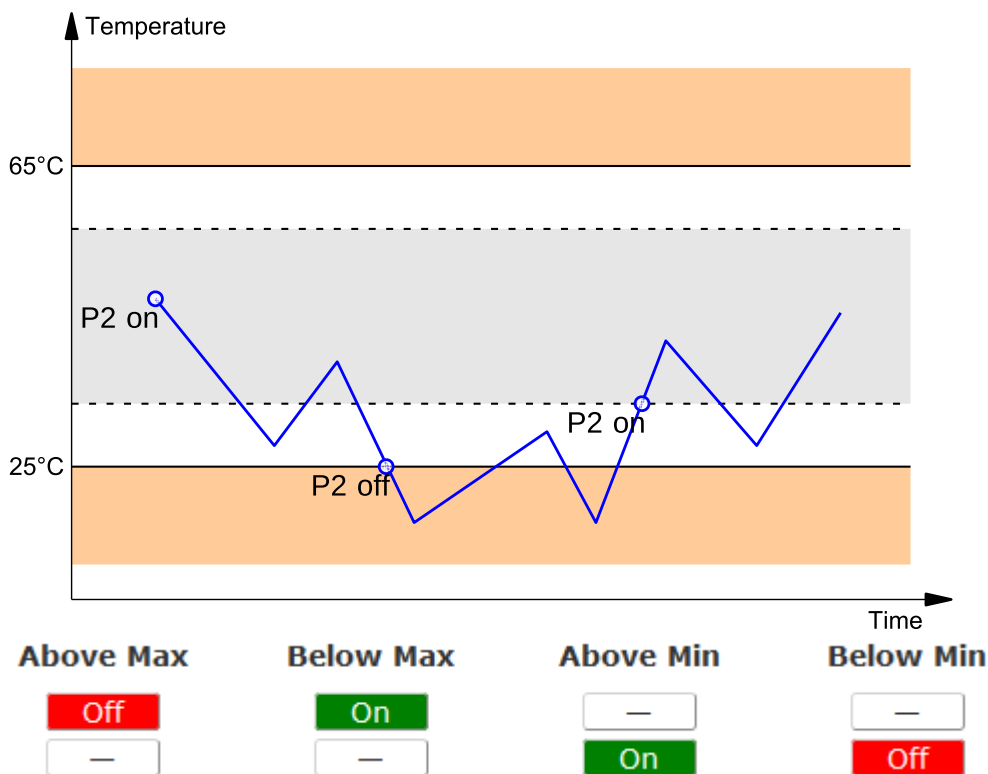 Temperature
65°C
P2 on
P2 on
25°C
P2 off
Time
Above Max Below Max Above Min Below Min
Off On — —
— — On Off